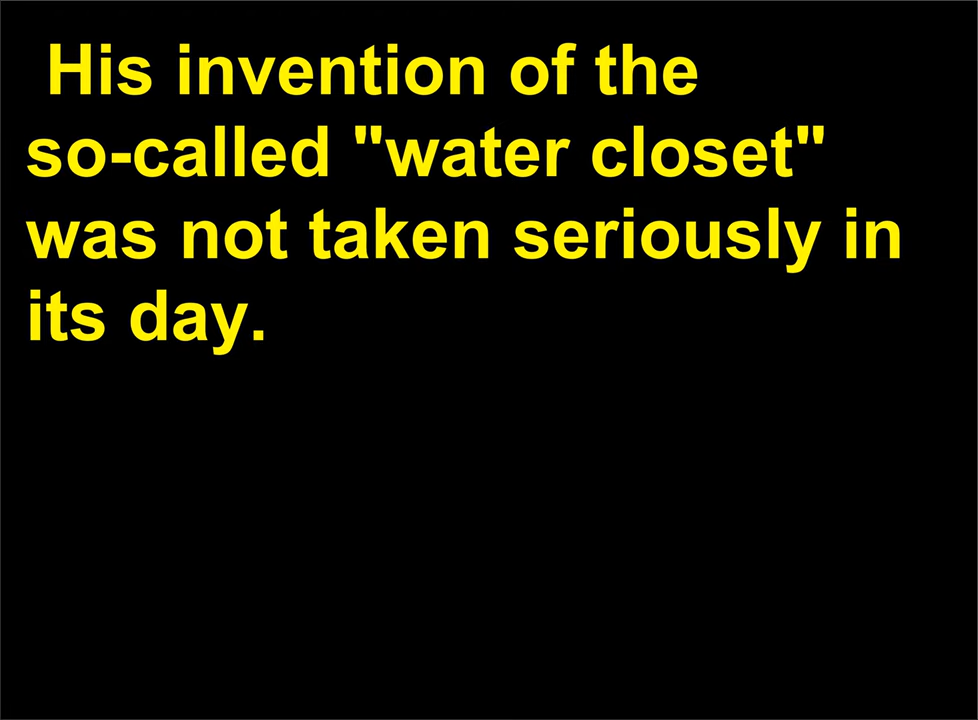 His invention of the
so-called "water closet"
was not taken seriously in
its day.